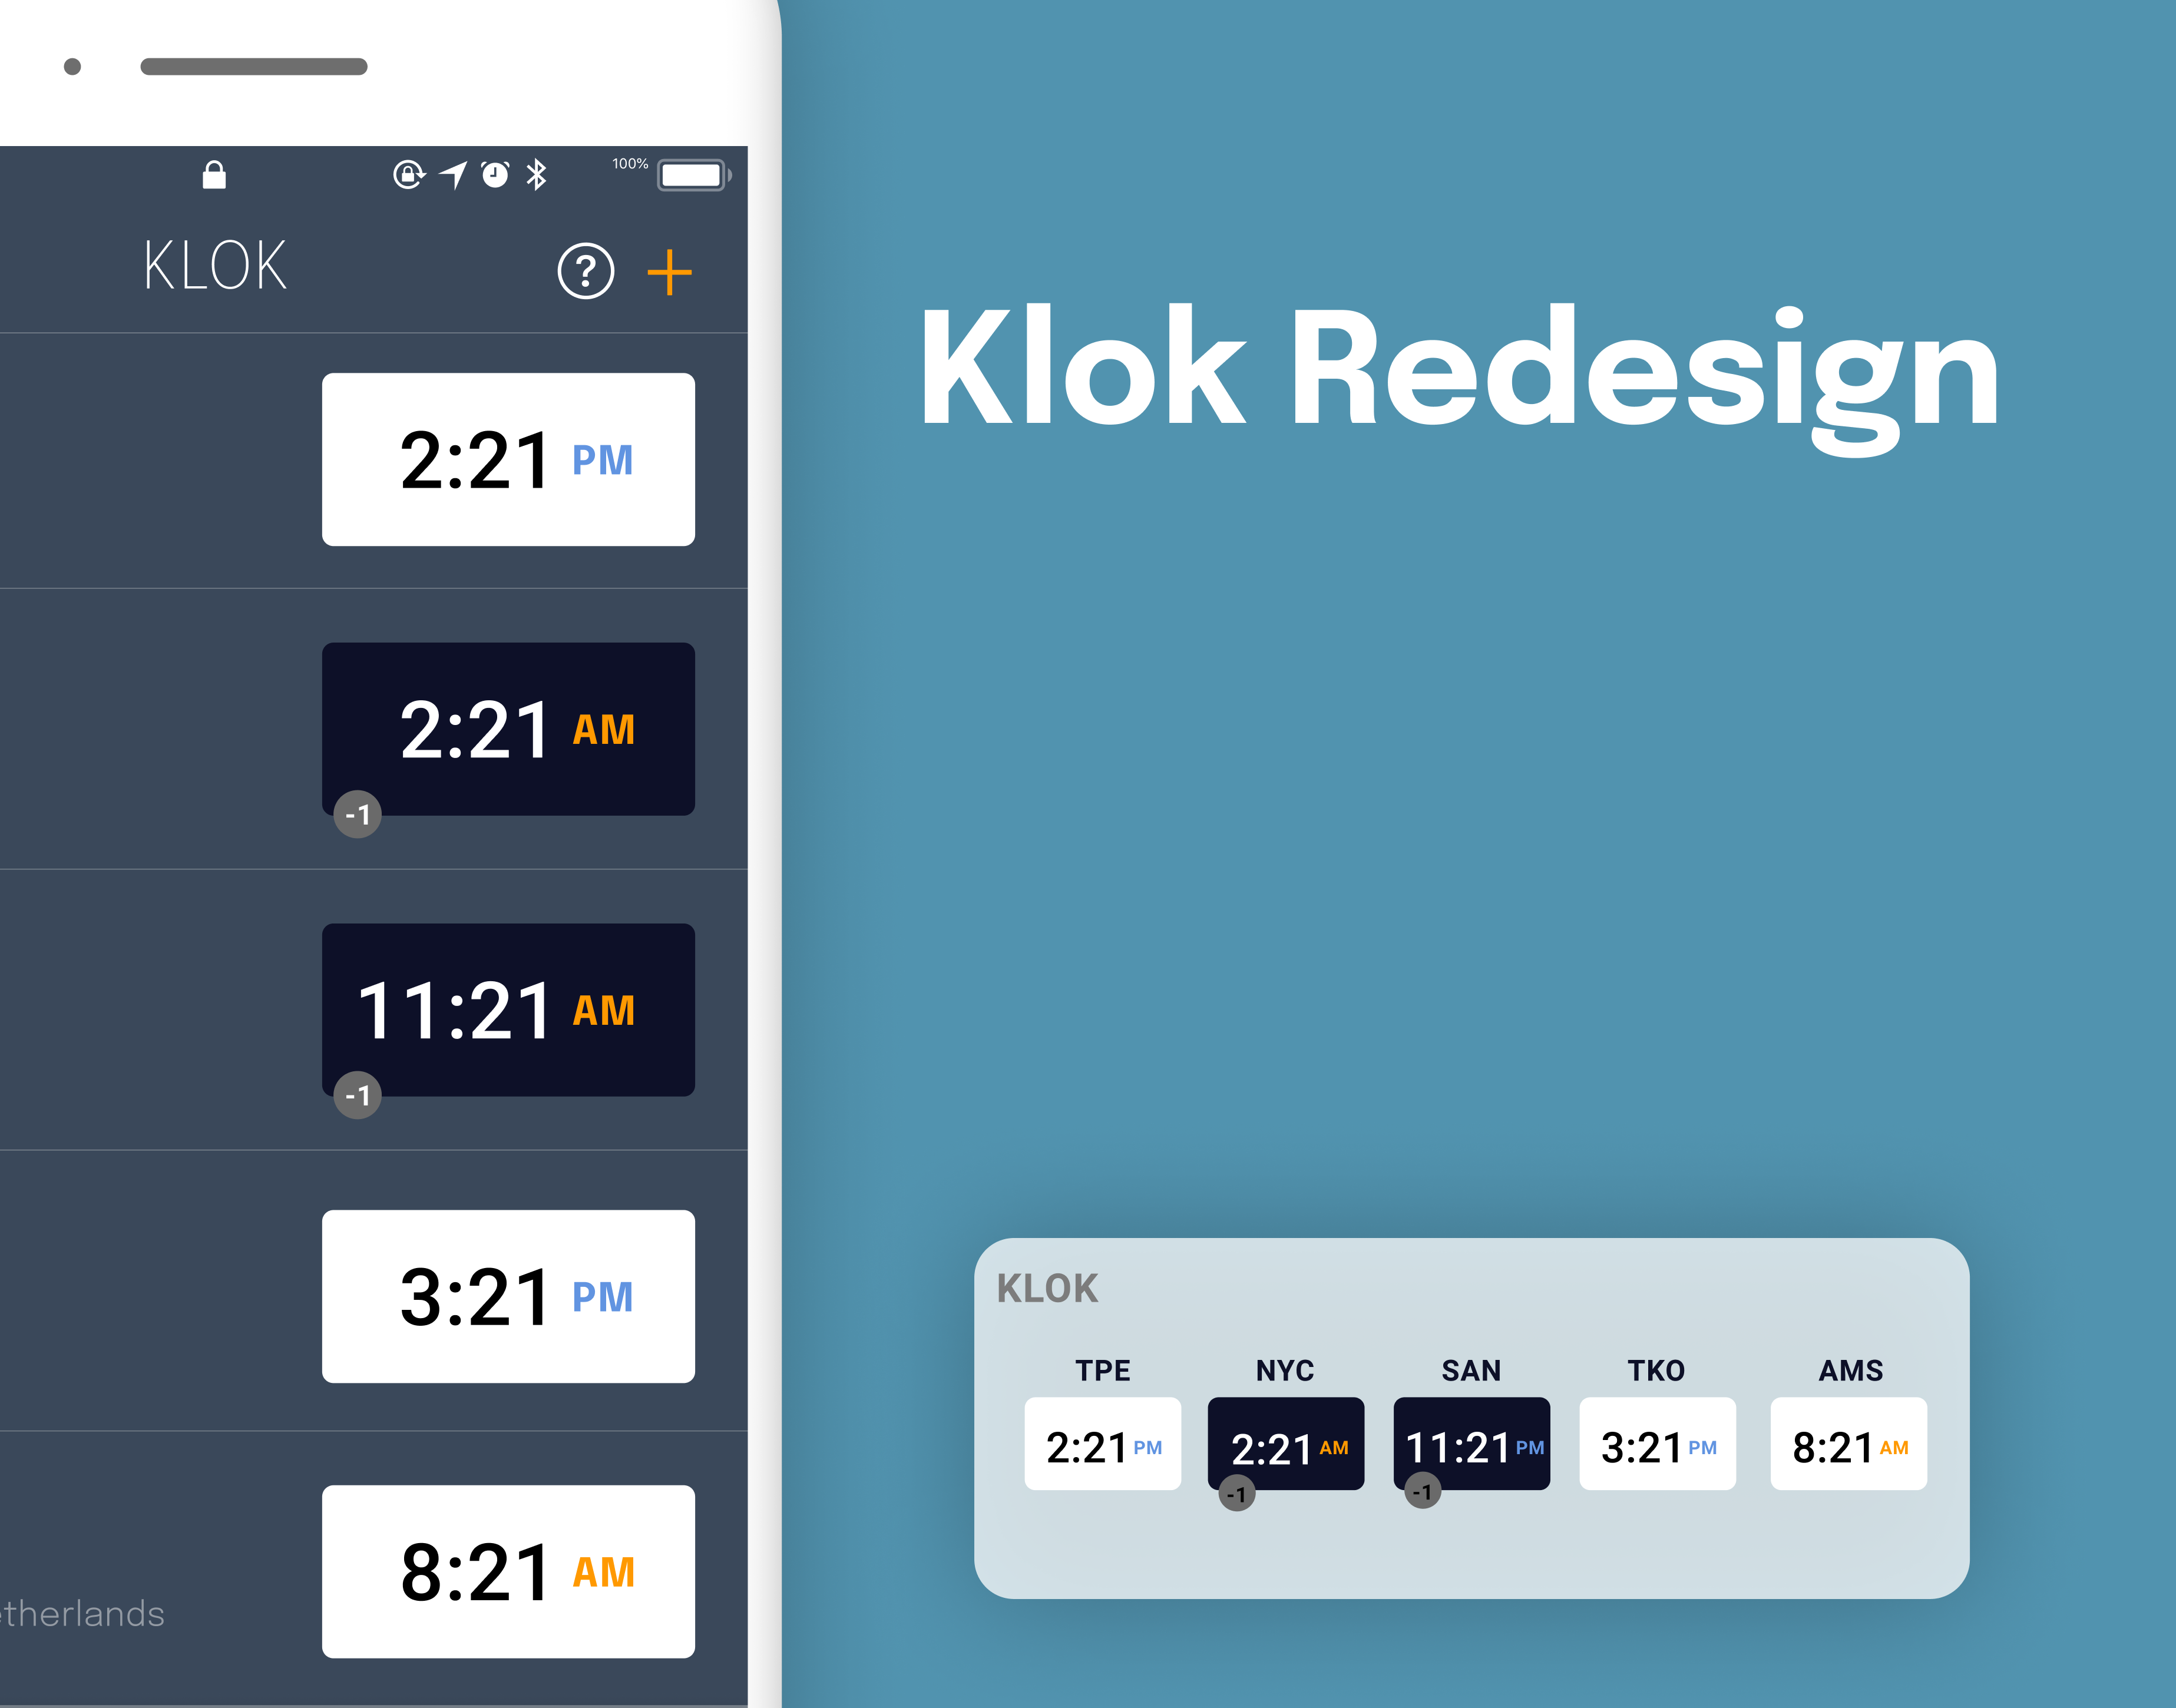 100%
KLOK
?
2:21 PM
2:21 AM
-1
11:21 AM
-1
3:21 PM
8:21 AM
etherlands
Klok Redesign
KLOK
TPE NYC SAN TKO AMS
2:21 PM 2:21 AM 11:21 PM 3:21 PM 8:21 AM
-1 -1